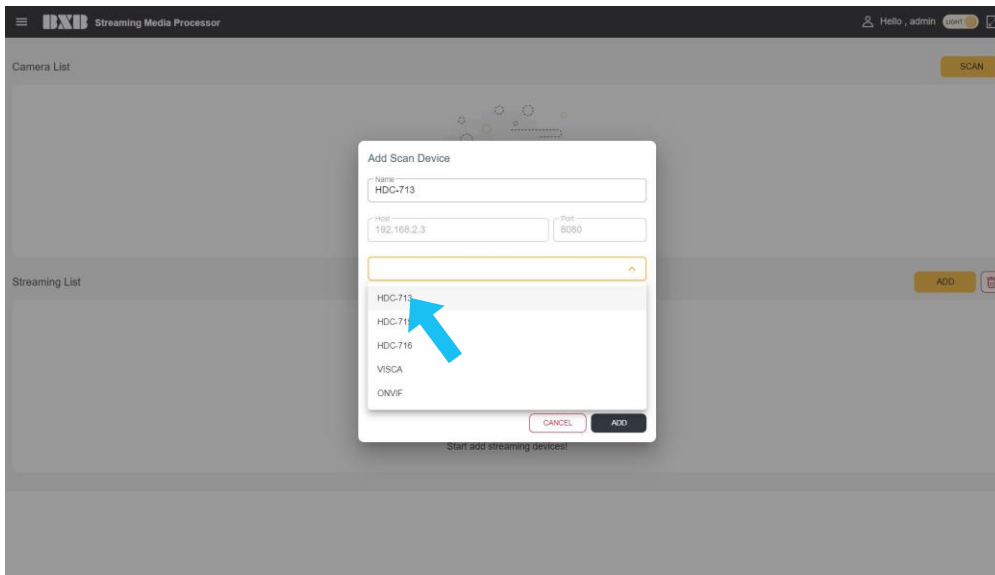 BXB Streaming Media Processor
Hello , admin LIGHT
Camera List
SCAN
Add Scan Device
Name
HDC-713
Host
192.168.2.3
Port
8080
Streaming List
ADD
HDC-713
HDC-716
VISCA
ONVIF
CANCEL
ADD
Start add streaming devices!